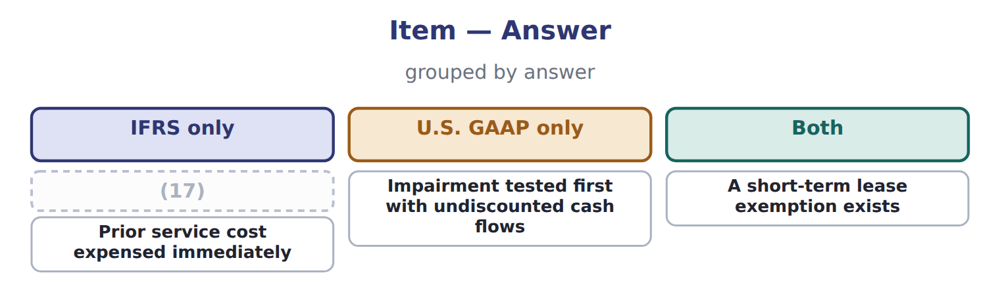 Item — Answer
grouped by answer
IFRS only
(17)
Prior service cost
expensed immediately
U.S. GAAP only
Impairment tested first
with undiscounted cash
flows
Both
A short-term lease
exemption exists